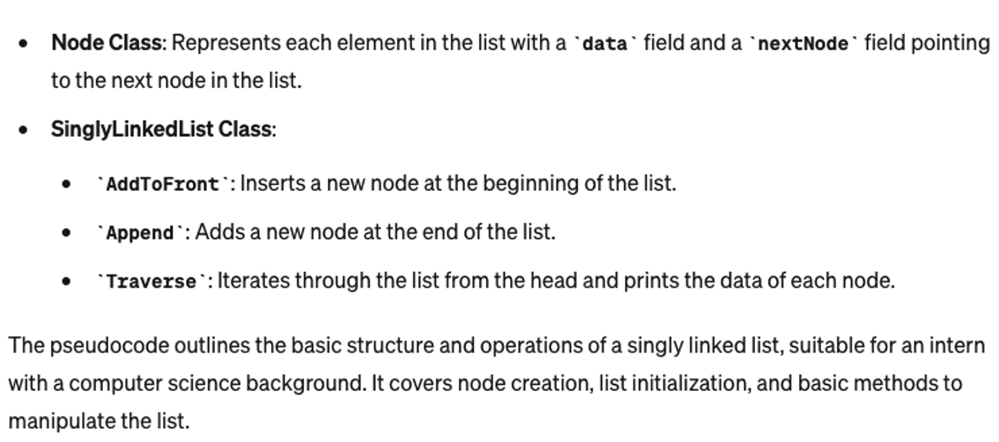 • Node Class: Represents each element in the list with a `data` field and a `nextNode` field pointing
to the next node in the list.
• SinglyLinkedList Class:
• `AddToFront`: Inserts a new node at the beginning of the list.
• `Append`: Adds a new node at the end of the list.
• `Traverse`: Iterates through the list from the head and prints the data of each node.
The pseudocode outlines the basic structure and operations of a singly linked list, suitable for an intern
with a computer science background. It covers node creation, list initialization, and basic methods to
manipulate the list.